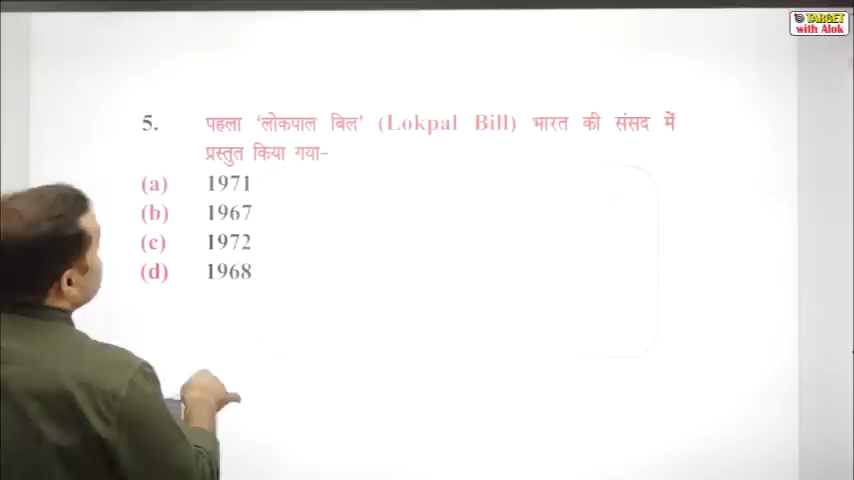 TARGET
with Alok
5. पहला 'लोकपाल बिल' (Lokpal Bill) भारत की संसद में
प्रस्तुत किया गया-
(a) 1971
(b) 1967
(c) 1972
(d) 1968